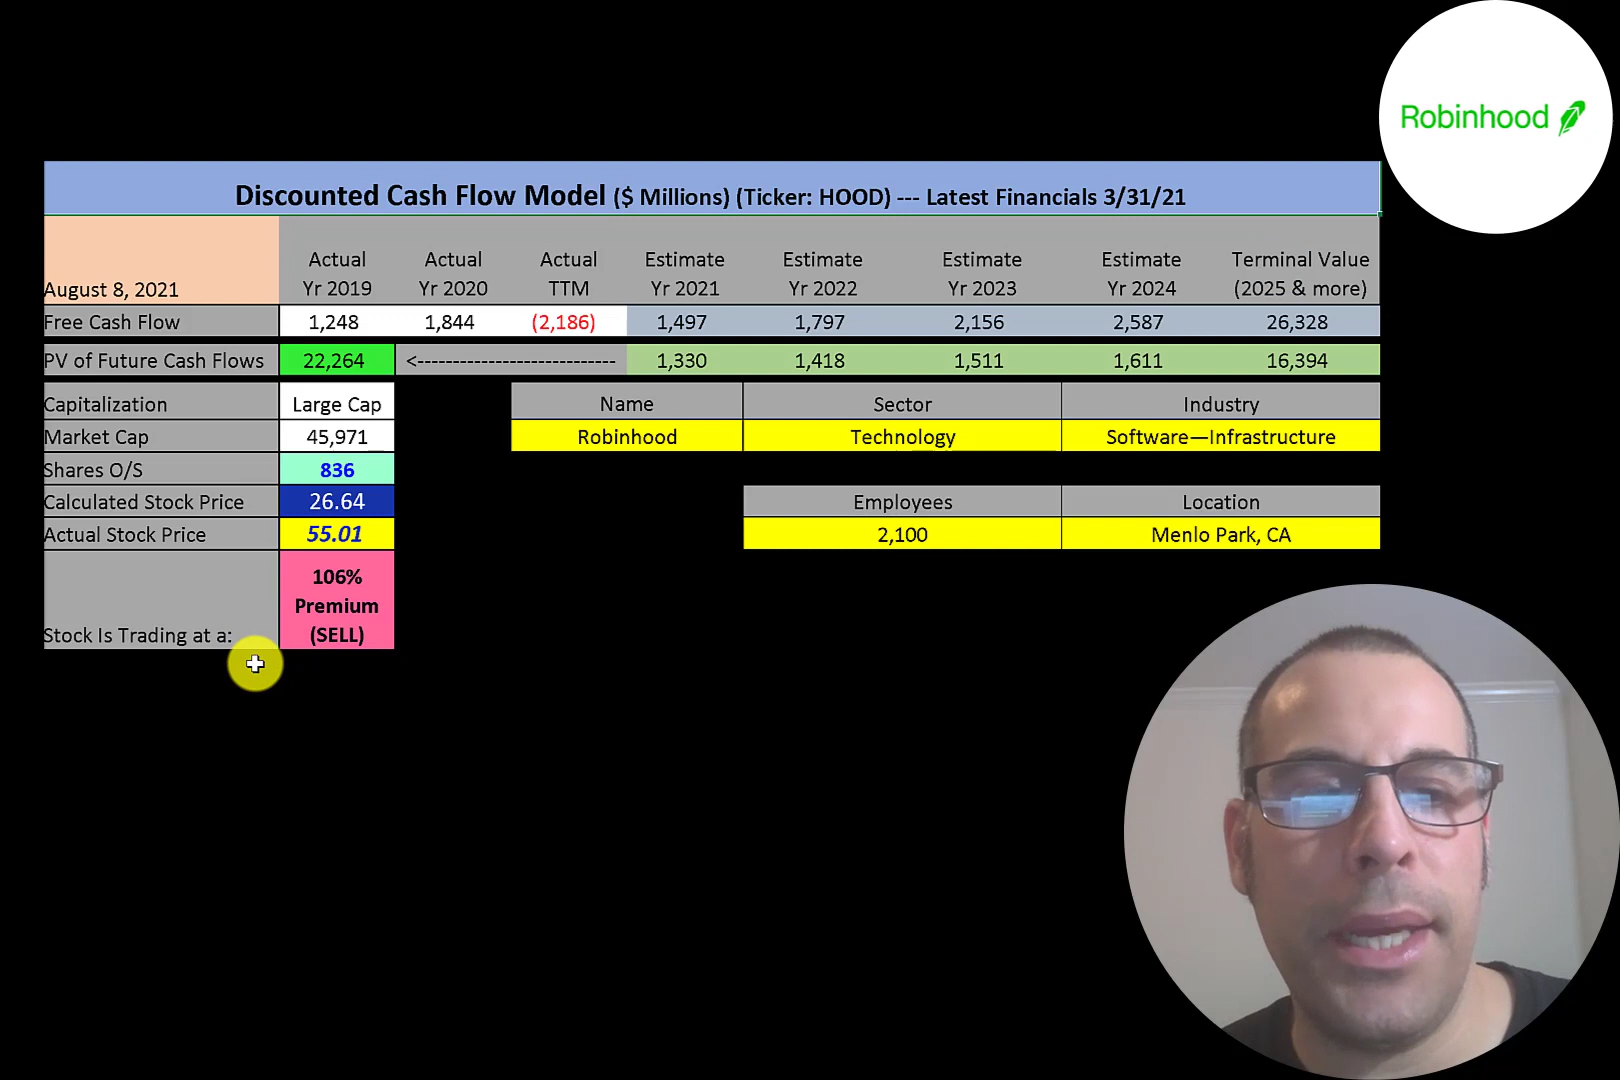 Robinhood
Discounted Cash Flow Model ($ Millions) (Ticker: HOOD) --- Latest Financials 3/31/21
Actual Actual Actual Estimate Estimate Estimate Estimate Terminal Value
August 8, 2021 Yr 2019 Yr 2020 TTM Yr 2021 Yr 2022 Yr 2023 Yr 2024 (2025 & more)
Free Cash Flow 1,248 1,844 (2,186) 1,497 1,797 2,156 2,587 26,328
PV of Future Cash Flows 22,264 <---------------------------- 1,330 1,418 1,511 1,611 16,394
Capitalization Large Cap Name Sector Industry
Market Cap 45,971 Robinhood Technology Software—Infrastructure
Shares O/S 836
Calculated Stock Price 26.64 Employees Location
Actual Stock Price 55.01 2,100 Menlo Park, CA
106%
Premium
Stock Is Trading at a: (SELL)